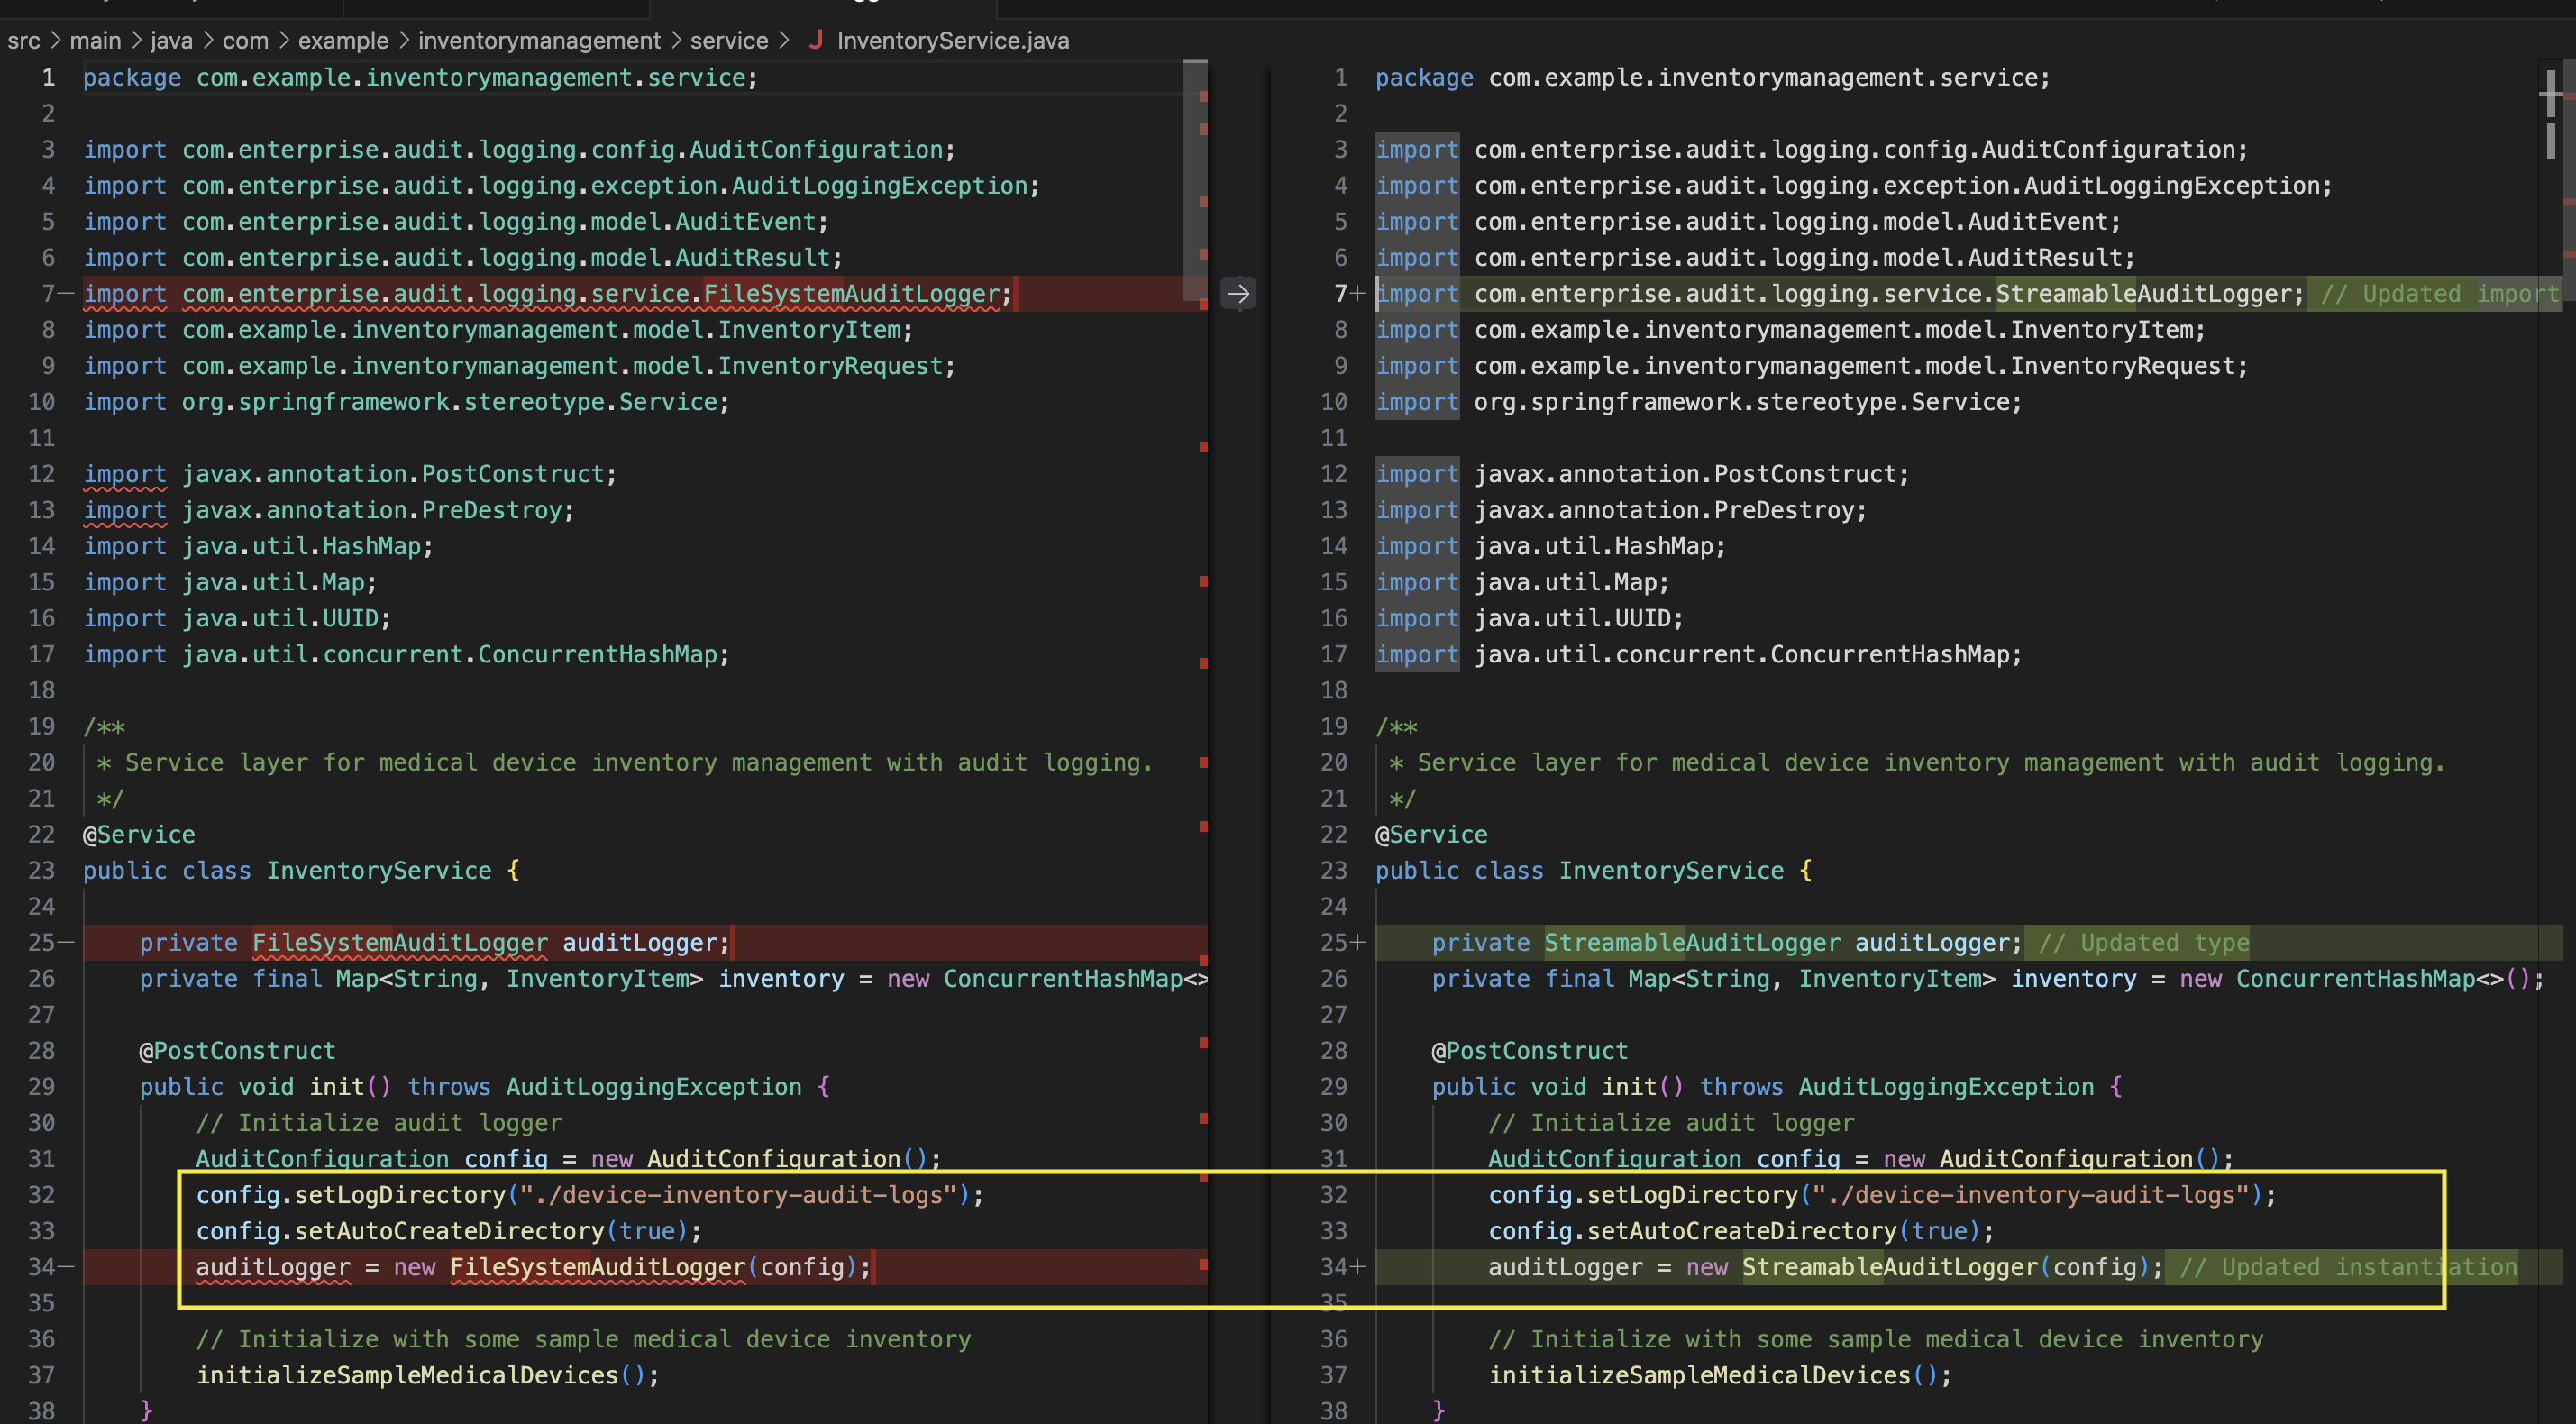 src > main > java > com > example > inventorymanagement > service > J InventoryService.java
1 package com.example.inventorymanagement.service;
2
3 import com.enterprise.audit.logging.config.AuditConfiguration;
4 import com.enterprise.audit.logging.exception.AuditLoggingException;
5 import com.enterprise.audit.logging.model.AuditEvent;
6 import com.enterprise.audit.logging.model.AuditResult;
7— import com.enterprise.audit.logging.service.FileSystemAuditLogger;
8 import com.example.inventorymanagement.model.InventoryItem;
9 import com.example.inventorymanagement.model.InventoryRequest;
10 import org.springframework.stereotype.Service;
11
12 import javax.annotation.PostConstruct;
13 import javax.annotation.PreDestroy;
14 import java.util.HashMap;
15 import java.util.Map;
16 import java.util.UUID;
17 import java.util.concurrent.ConcurrentHashMap;
18
19 /**
20 * Service layer for medical device inventory management with audit logging.
21 */
22 @Service
23 public class InventoryService {
24
25— private FileSystemAuditLogger auditLogger;
26 private final Map<String, InventoryItem> inventory = new ConcurrentHashMap<>
27
28 @PostConstruct
29 public void init() throws AuditLoggingException {
30 // Initialize audit logger
31 AuditConfiguration config = new AuditConfiguration();
32 config.setLogDirectory("./device-inventory-audit-logs");
33 config.setAutoCreateDirectory(true);
34— auditLogger = new FileSystemAuditLogger(config);
35
36 // Initialize with some sample medical device inventory
37 initializeSampleMedicalDevices();
38 }
1 package com.example.inventorymanagement.service;
2
3 import com.enterprise.audit.logging.config.AuditConfiguration;
4 import com.enterprise.audit.logging.exception.AuditLoggingException;
5 import com.enterprise.audit.logging.model.AuditEvent;
6 import com.enterprise.audit.logging.model.AuditResult;
7+ import com.enterprise.audit.logging.service.StreamableAuditLogger; // Updated import
8 import com.example.inventorymanagement.model.InventoryItem;
9 import com.example.inventorymanagement.model.InventoryRequest;
10 import org.springframework.stereotype.Service;
11
12 import javax.annotation.PostConstruct;
13 import javax.annotation.PreDestroy;
14 import java.util.HashMap;
15 import java.util.Map;
16 import java.util.UUID;
17 import java.util.concurrent.ConcurrentHashMap;
18
19 /**
20 * Service layer for medical device inventory management with audit logging.
21 */
22 @Service
23 public class InventoryService {
24
25+ private StreamableAuditLogger auditLogger; // Updated type
26 private final Map<String, InventoryItem> inventory = new ConcurrentHashMap<>();
27
28 @PostConstruct
29 public void init() throws AuditLoggingException {
30 // Initialize audit logger
31 AuditConfiguration config = new AuditConfiguration();
32 config.setLogDirectory("./device-inventory-audit-logs");
33 config.setAutoCreateDirectory(true);
34+ auditLogger = new StreamableAuditLogger(config); // Updated instantiation
35
36 // Initialize with some sample medical device inventory
37 initializeSampleMedicalDevices();
38 }